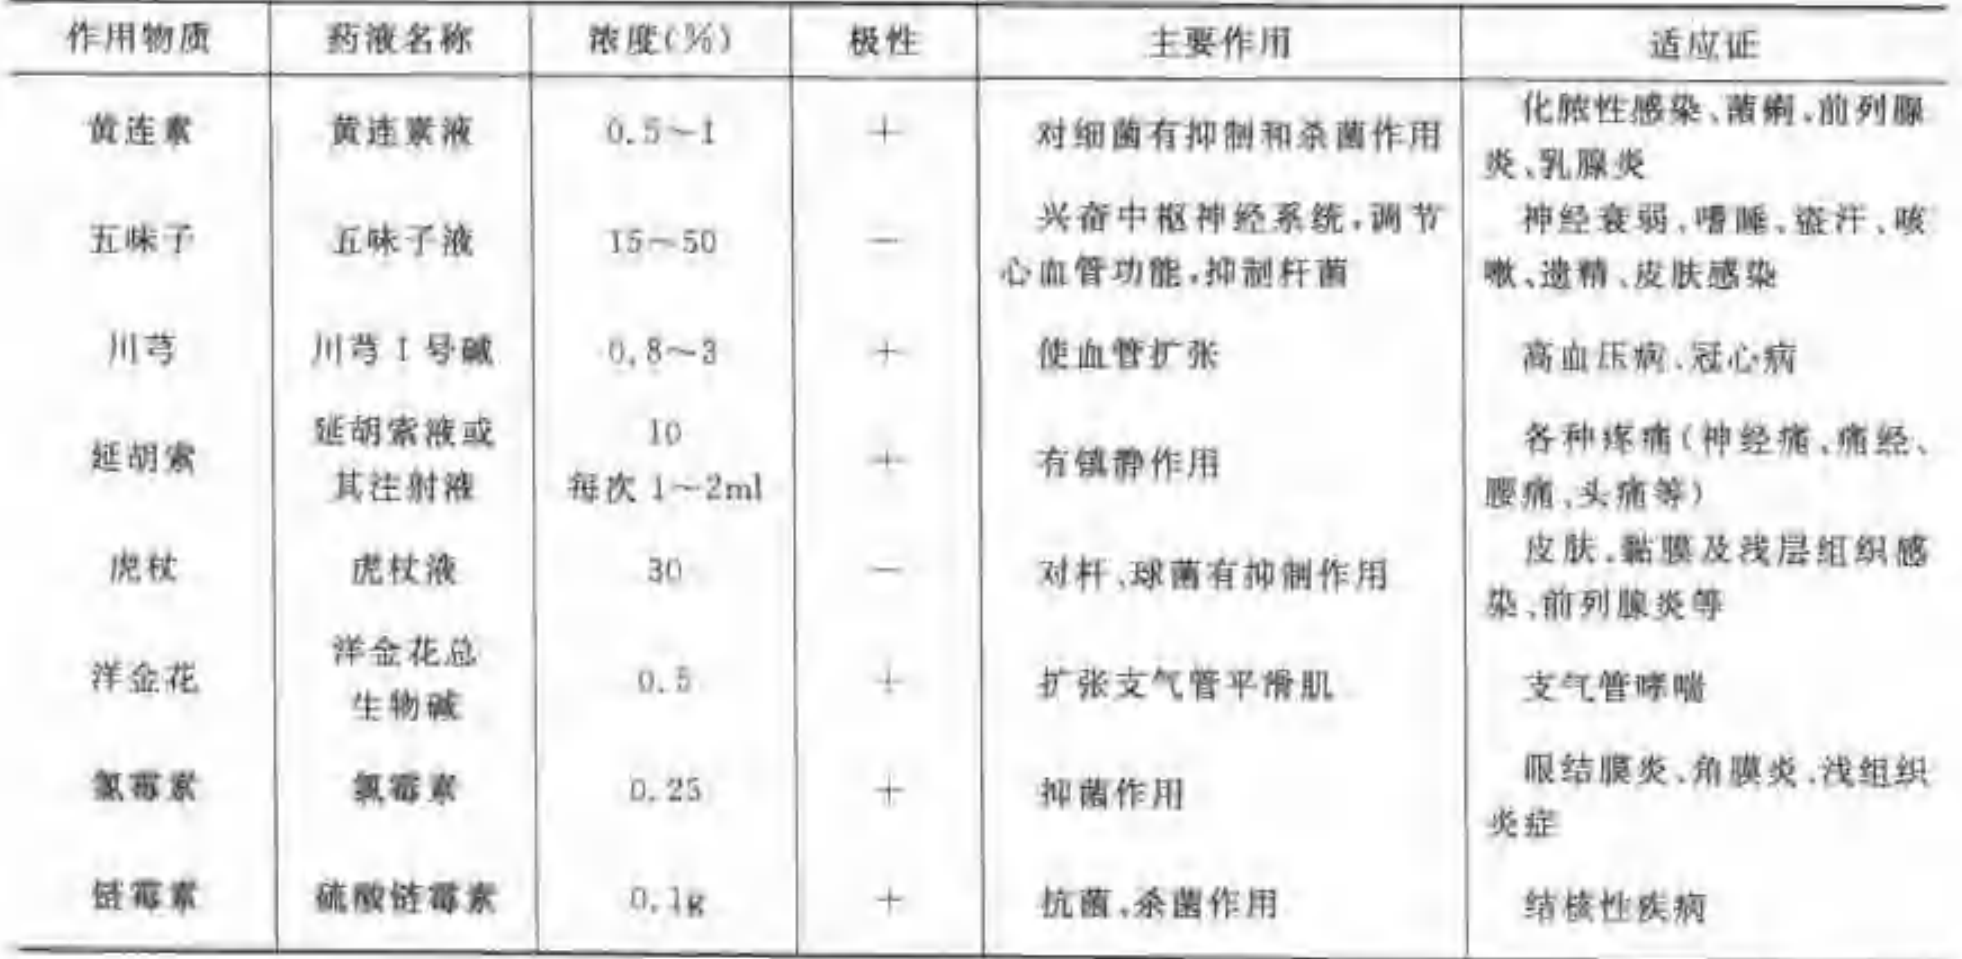 作用物质 药液名称 浓度(%) 极性 主要作用 适应证
黄连素 黄连素液 0.5～1 + 对细菌有抑制和杀菌作用 化脓性感染、菌痢、前列腺
炎、乳腺炎
五味子 五味子液 15～50 － 兴奋中枢神经系统,调节 神经衰弱、嗜睡、盗汗、咳
心血管功能,抑制杆菌 嗽、遗精、皮肤感染
川芎 川芎Ⅰ号碱 0.8～3 + 使血管扩张 高血压病、冠心病
延胡索 延胡索液或 10 + 有镇静作用 各种疼痛(神经痛、痛经、
其注射液 每次 1～2ml 腰痛、头痛等)
虎杖 虎杖液 30 － 对杆、球菌有抑制作用 皮肤、黏膜及浅层组织感
染、前列腺炎等
洋金花 洋金花总 0.5 + 扩张支气管平滑肌 支气管哮喘
生物碱
氯霉素 氯霉素 0.25 + 抑菌作用 眼结膜炎、角膜炎、浅组织
炎症
链霉素 硫酸链霉素 0.1g + 抗菌、杀菌作用 结核性疾病